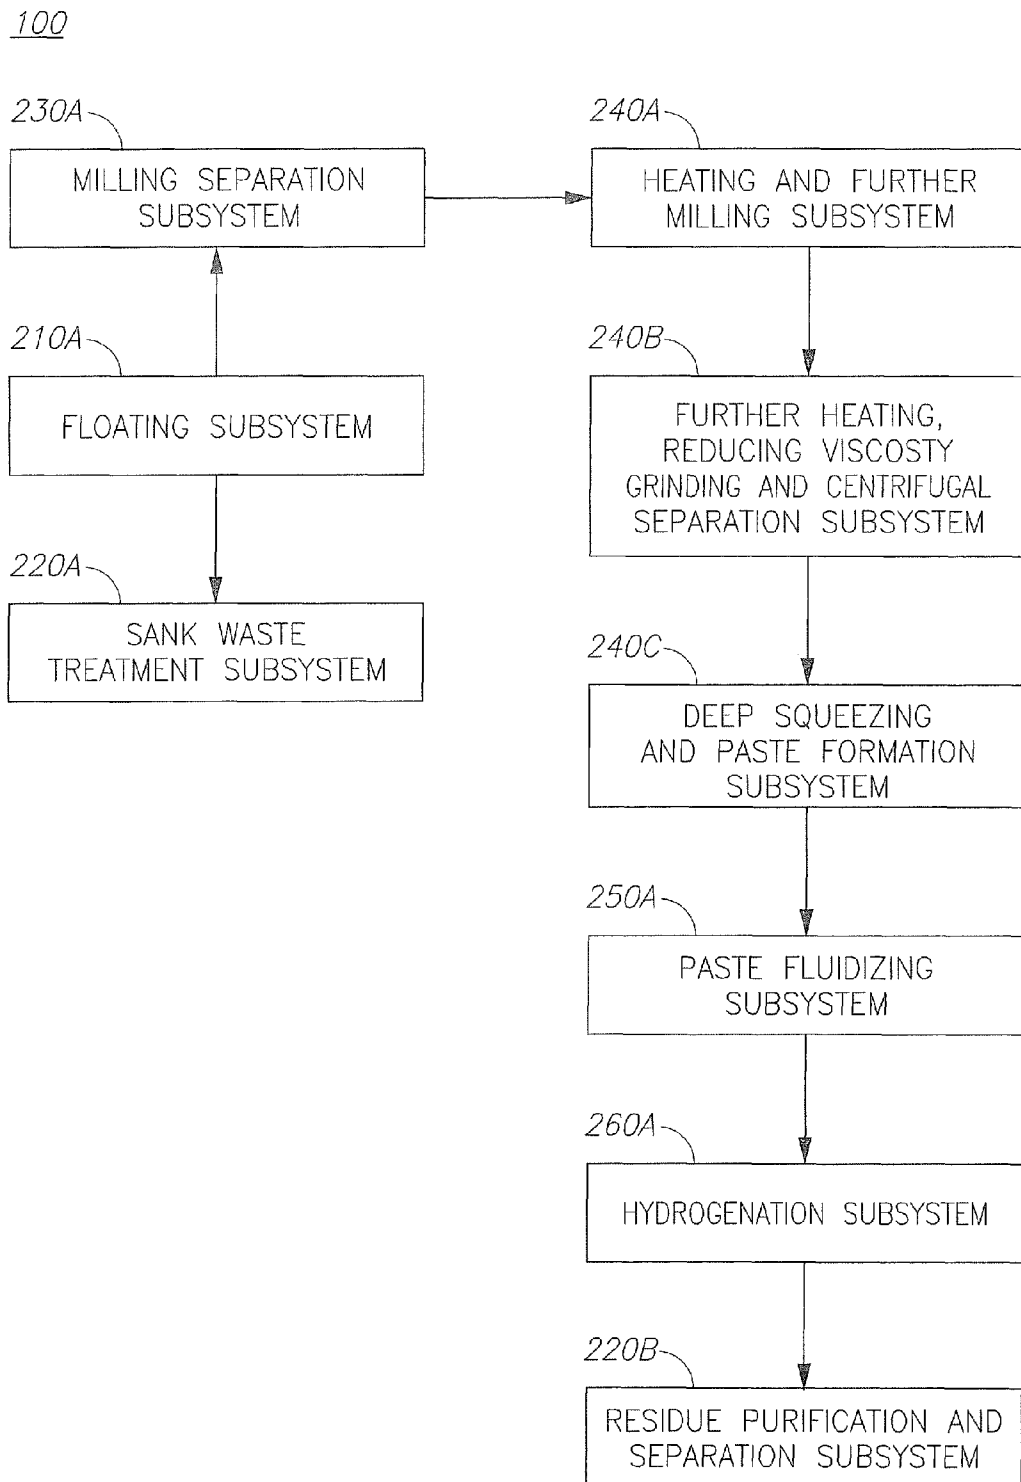 100
230A
MILLING SEPARATION
SUBSYSTEM
240A
HEATING AND FURTHER
MILLING SUBSYSTEM
210A
FLOATING SUBSYSTEM
240B
FURTHER HEATING,
REDUCING VISCOSTY
GRINDING AND CENTRIFUGAL
SEPARATION SUBSYSTEM
220A
SANK WASTE
TREATMENT SUBSYSTEM
240C
DEEP SQUEEZING
AND PASTE FORMATION
SUBSYSTEM
250A
PASTE FLUIDIZING
SUBSYSTEM
260A
HYDROGENATION SUBSYSTEM
220B
RESIDUE PURIFICATION AND
SEPARATION SUBSYSTEM